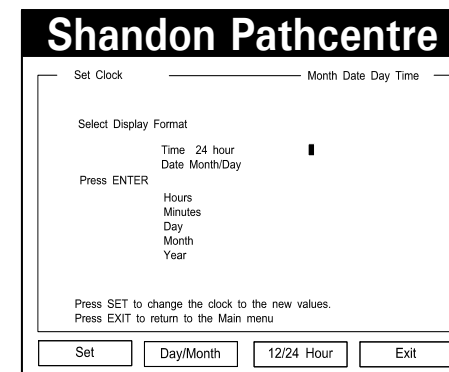 Shandon Pathcentre
Set Clock Month Date Day Time
Select Display Format
Time 24 hour
Date Month/Day
Press ENTER
Hours
Minutes
Day
Month
Year
Press SET to change the clock to the new values.
Press EXIT to return to the Main menu
Set Day/Month 12/24 Hour Exit